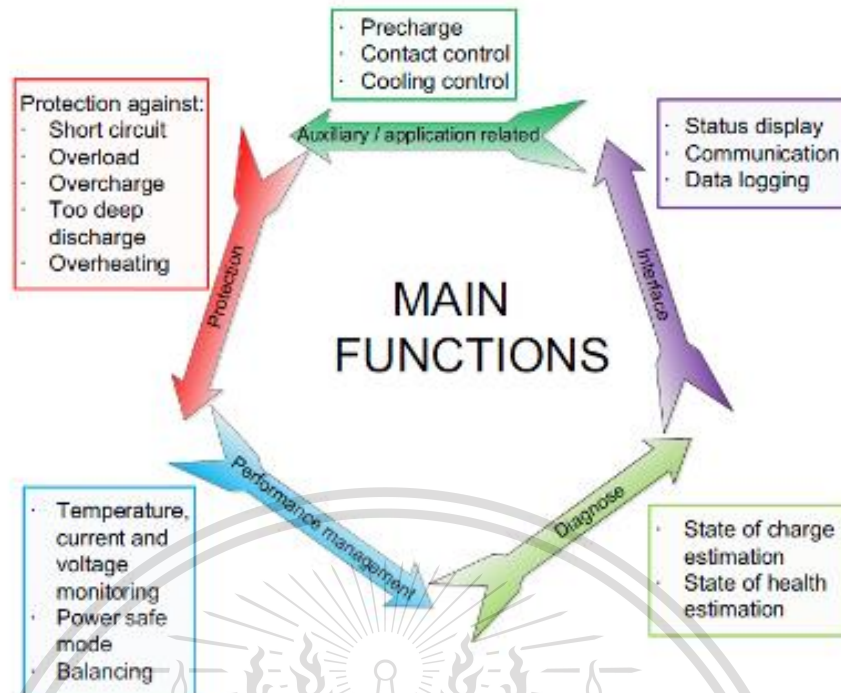 · Precharge
· Contact control
· Cooling control
Auxiliary / application related
Protection against:
· Short circuit
· Overload
· Overcharge
· Too deep
discharge
· Overheating
Protection
· Status display
· Communication
· Data logging
Interface
MAIN
FUNCTIONS
Performance management
· Temperature,
current and
voltage
monitoring
· Power safe
mode
· Balancing
Diagnose
· State of charge
estimation
· State of health
estimation